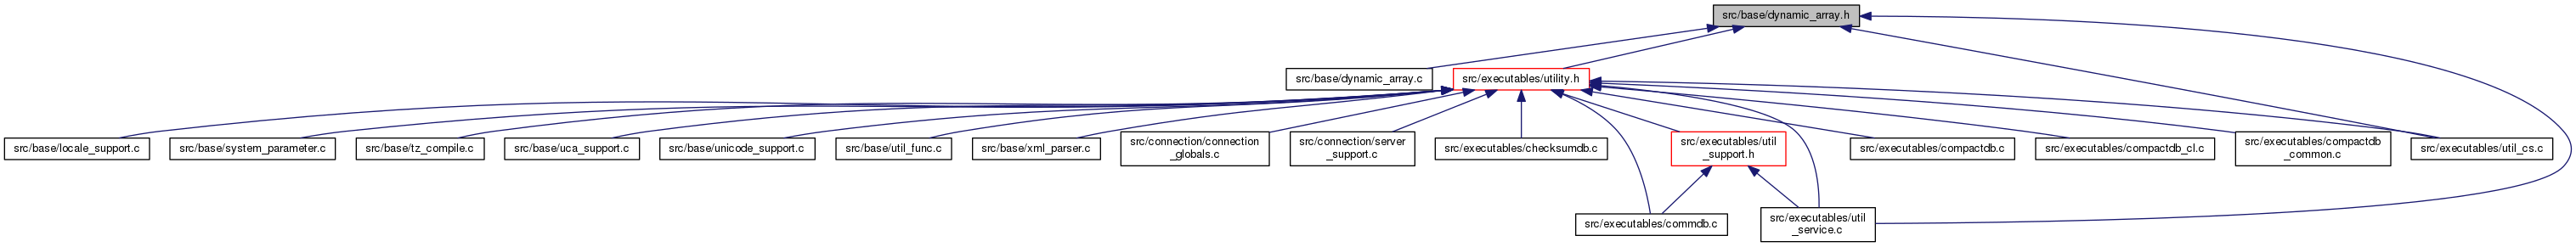 src/base/dynamic_array.h
src/base/dynamic_array.c
src/executables/utility.h
src/base/locale_support.c
src/base/system_parameter.c
src/base/tz_compile.c
src/base/uca_support.c
src/base/unicode_support.c
src/base/util_func.c
src/base/xml_parser.c
src/connection/connection
_globals.c
src/connection/server
_support.c
src/executables/checksumdb.c
src/executables/util
_support.h
src/executables/compactdb.c
src/executables/compactdb_cl.c
src/executables/compactdb
_common.c
src/executables/util_cs.c
src/executables/commdb.c
src/executables/util
_service.c